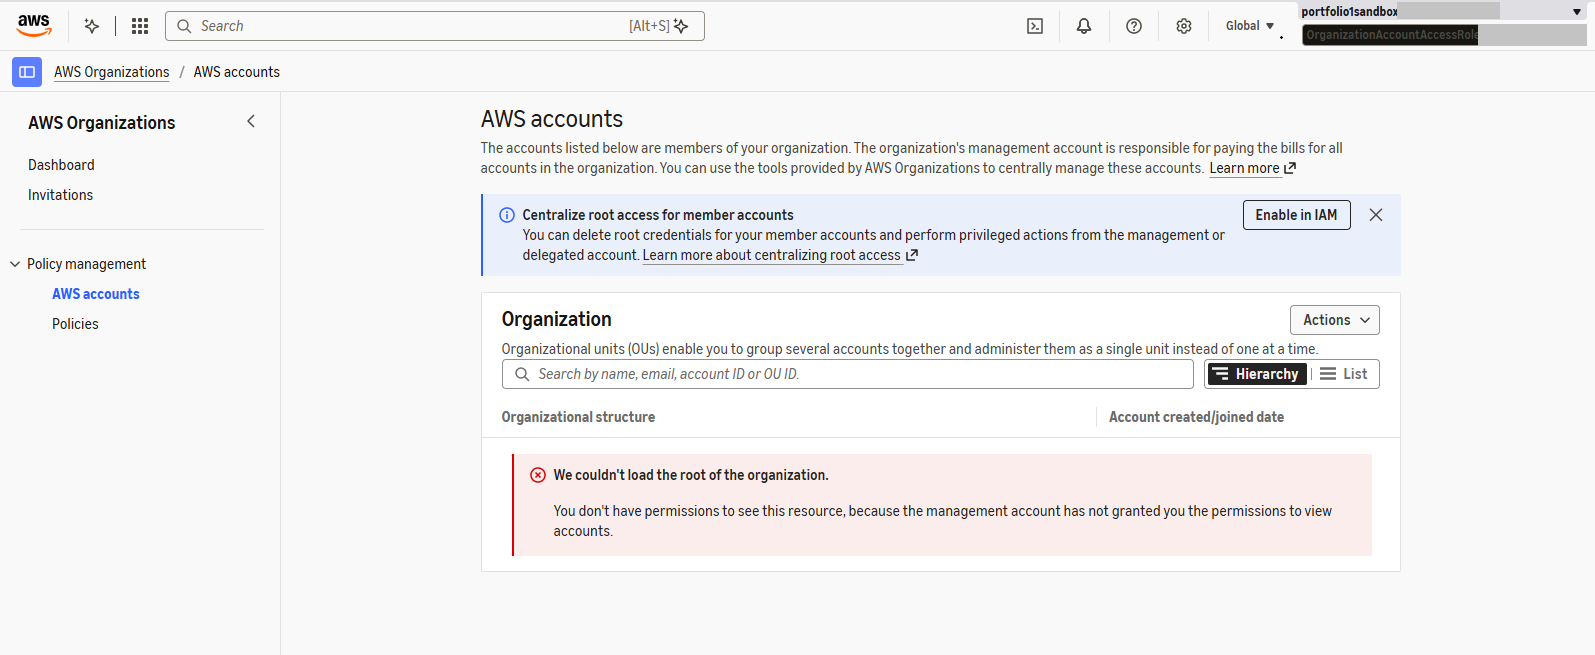 aws
Search
[Alt+S]
Global
portfolio1sandbox
OrganizationAccountAccessRole
AWS Organizations / AWS accounts
AWS Organizations
Dashboard
Invitations
Policy management
AWS accounts
Policies
AWS accounts
The accounts listed below are members of your organization. The organization's management account is responsible for paying the bills for all
accounts in the organization. You can use the tools provided by AWS Organizations to centrally manage these accounts. Learn more
Centralize root access for member accounts
You can delete root credentials for your member accounts and perform privileged actions from the management or
delegated account. Learn more about centralizing root access
Enable in IAM
Organization
Actions
Organizational units (OUs) enable you to group several accounts together and administer them as a single unit instead of one at a time.
Search by name, email, account ID or OU ID.
Hierarchy
List
Organizational structure
Account created/joined date
We couldn't load the root of the organization.
You don't have permissions to see this resource, because the management account has not granted you the permissions to view
accounts.